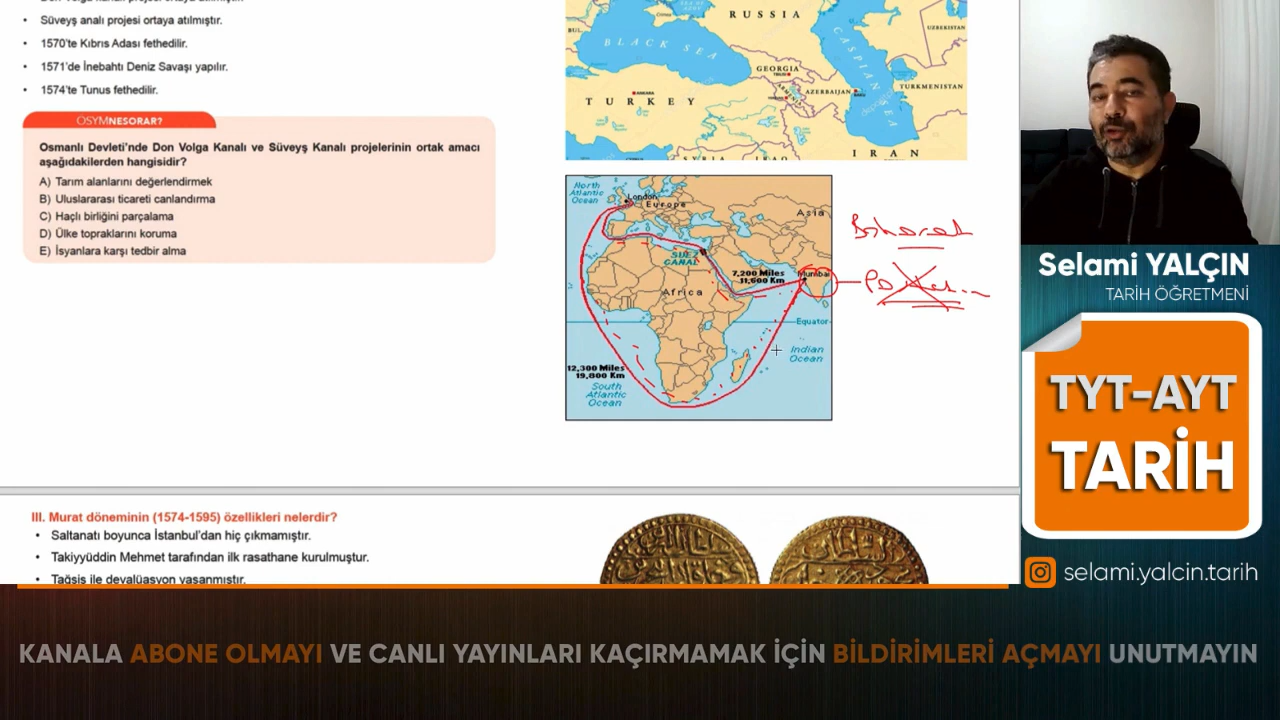 Süveyş analı projesi ortaya atılmıştır.
• 1570'te Kıbrıs Adası fethedilir.
• 1571'de İnebahtı Deniz Savaşı yapılır.
• 1574'te Tunus fethedilir.
ÖSYMNESORAR?
Osmanlı Devleti'nde Don Volga Kanalı ve Süveyş Kanalı projelerinin ortak amacı
aşağıdakilerden hangisidir?
A) Tarım alanlarını değerlendirmek
B) Uluslararası ticareti canlandırma
C) Haçlı birliğini parçalama
D) Ülke topraklarını koruma
E) İsyanlara karşı tedbir alma
RUSSIA
UZBEKISTAN
BUL.
BLACK SEA
CASPIAN SEA
GEORGIA
TURKMENISTAN
AZERBAIJAN
ANKARA
TURKEY
SYRIA
IRAQ
IRAN
North
Atlantic
Ocean
London
Europe
Asia
SUEZ
CANAL
7,200 Miles
11,600 Km
Mumbai
Africa
Equator
Indian
Ocean
12,300 Miles
19,800 Km
South
Atlantic
Ocean
Baharat
III. Murat döneminin (1574-1595) özellikleri nelerdir?
• Saltanatı boyunca İstanbul'dan hiç çıkmamıştır.
• Takiyyüddin Mehmet tarafından ilk rasathane kurulmuştur.
• Tağşis ile devalüasyon yaşanmıştır.
Selami YALÇIN
TARİH ÖĞRETMENİ
TYT-AYT
TARİH
selami.yalcin.tarih
KANALA ABONE OLMAYI VE CANLI YAYINLARI KAÇIRMAMAK İÇİN BİLDİRİMLERİ AÇMAYI UNUTMAYIN